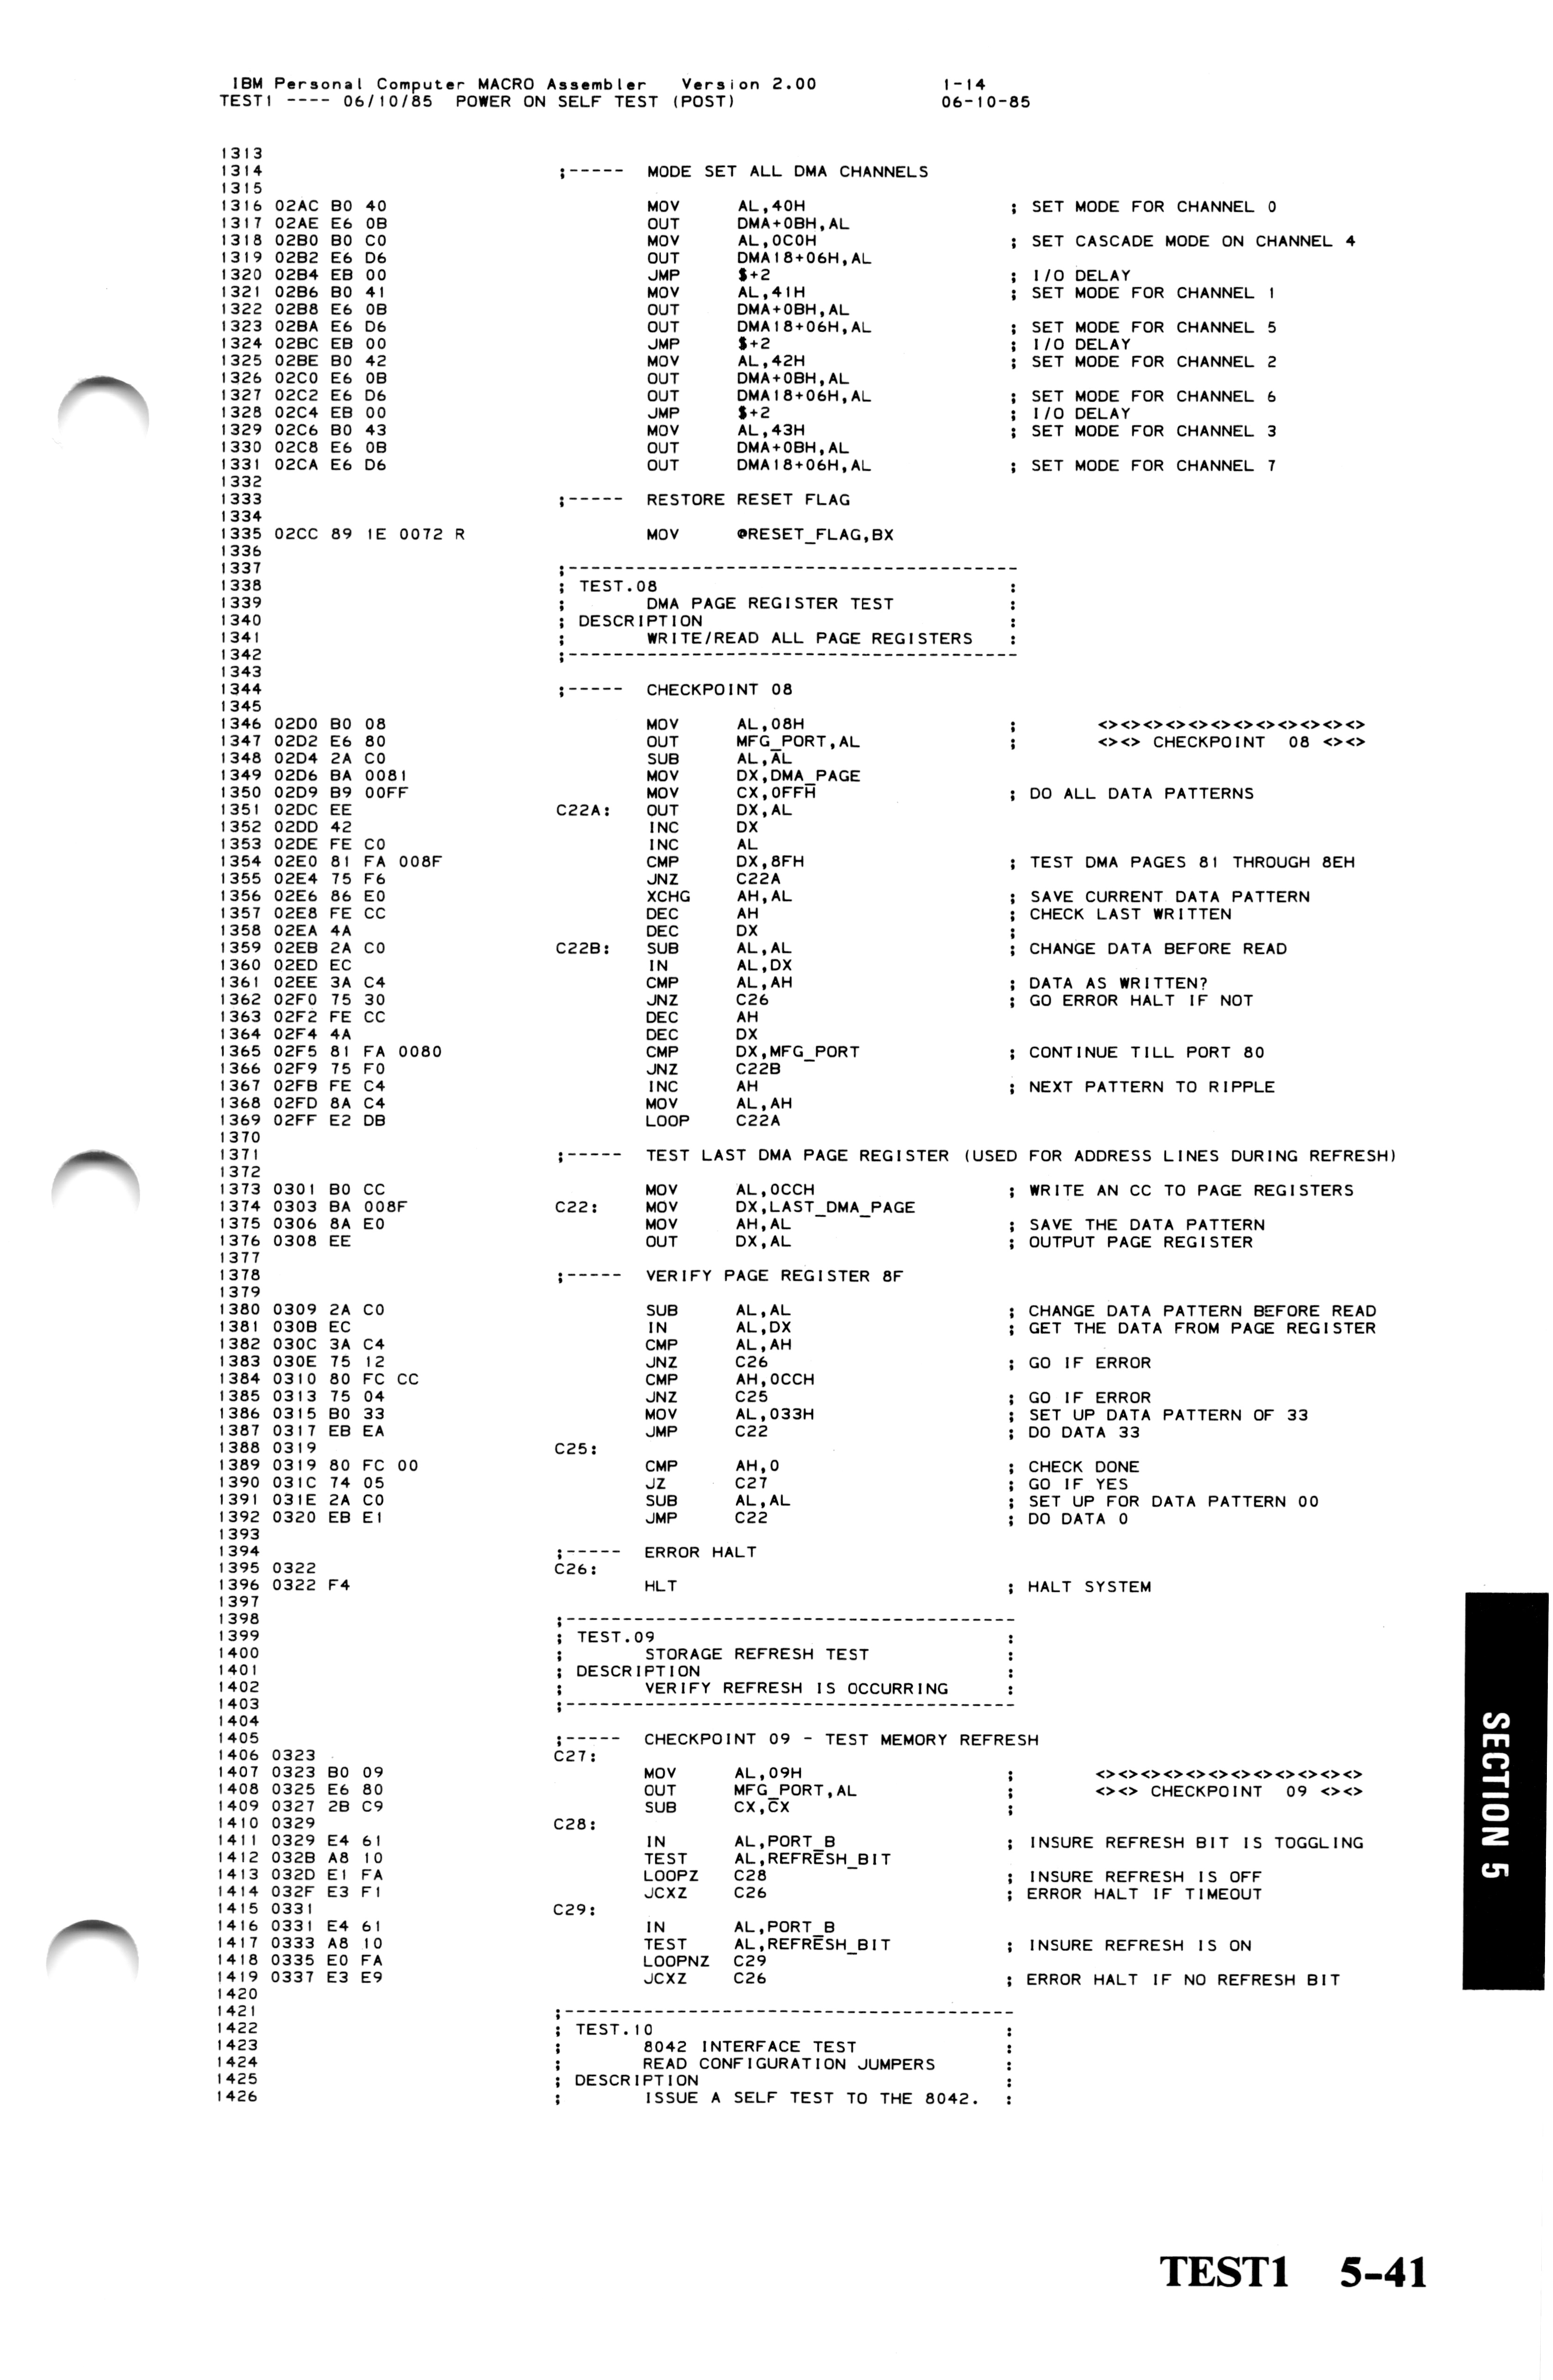 IBM Personal Computer MACRO Assembler   Version 2.00          1-14
TEST1 ---- 06/10/85  POWER ON SELF TEST (POST)                06-10-85
1313
1314                         ;-----  MODE SET ALL DMA CHANNELS
1315
1316 02AC B0 40              MOV     AL,40H                  ; SET MODE FOR CHANNEL 0
1317 02AE E6 0B              OUT     DMA+0BH,AL
1318 02B0 B0 C0              MOV     AL,0C0H                 ; SET CASCADE MODE ON CHANNEL 4
1319 02B2 E6 D6              OUT     DMA18+06H,AL
1320 02B4 EB 00              JMP     $+2                     ; I/O DELAY
1321 02B6 B0 41              MOV     AL,41H                  ; SET MODE FOR CHANNEL 1
1322 02B8 E6 0B              OUT     DMA+0BH,AL
1323 02BA E6 D6              OUT     DMA18+06H,AL            ; SET MODE FOR CHANNEL 5
1324 02BC EB 00              JMP     $+2                     ; I/O DELAY
1325 02BE B0 42              MOV     AL,42H                  ; SET MODE FOR CHANNEL 2
1326 02C0 E6 0B              OUT     DMA+0BH,AL
1327 02C2 E6 D6              OUT     DMA18+06H,AL            ; SET MODE FOR CHANNEL 6
1328 02C4 EB 00              JMP     $+2                     ; I/O DELAY
1329 02C6 B0 43              MOV     AL,43H                  ; SET MODE FOR CHANNEL 3
1330 02C8 E6 0B              OUT     DMA+0BH,AL
1331 02CA E6 D6              OUT     DMA18+06H,AL            ; SET MODE FOR CHANNEL 7
1332
1333                         ;-----  RESTORE RESET FLAG
1334
1335 02CC 89 1E 0072 R       MOV     @RESET_FLAG,BX
1336
1337                         ;----------------------------------------
1338                         ; TEST.08                               :
1339                         ;       DMA PAGE REGISTER TEST          :
1340                         ; DESCRIPTION                           :
1341                         ;       WRITE/READ ALL PAGE REGISTERS   :
1342                         ;----------------------------------------
1343
1344                         ;-----  CHECKPOINT 08
1345
1346 02D0 B0 08              MOV     AL,08H                  ;       <><><><><><><><><><><><>
1347 02D2 E6 80              OUT     MFG_PORT,AL             ;       <><> CHECKPOINT  08 <><>
1348 02D4 2A C0              SUB     AL,AL
1349 02D6 BA 0081            MOV     DX,DMA_PAGE
1350 02D9 B9 00FF            MOV     CX,0FFH                 ; DO ALL DATA PATTERNS
1351 02DC EE         C22A:   OUT     DX,AL
1352 02DD 42                 INC     DX
1353 02DE FE C0              INC     AL
1354 02E0 81 FA 008F         CMP     DX,8FH                  ; TEST DMA PAGES 81 THROUGH 8EH
1355 02E4 75 F6              JNZ     C22A
1356 02E6 86 E0              XCHG    AH,AL                   ; SAVE CURRENT DATA PATTERN
1357 02E8 FE CC              DEC     AH                      ; CHECK LAST WRITTEN
1358 02EA 4A                 DEC     DX                      ;
1359 02EB 2A C0      C22B:   SUB     AL,AL                   ; CHANGE DATA BEFORE READ
1360 02ED EC                 IN      AL,DX
1361 02EE 3A C4              CMP     AL,AH                   ; DATA AS WRITTEN?
1362 02F0 75 30              JNZ     C26                     ; GO ERROR HALT IF NOT
1363 02F2 FE CC              DEC     AH
1364 02F4 4A                 DEC     DX
1365 02F5 81 FA 0080         CMP     DX,MFG_PORT             ; CONTINUE TILL PORT 80
1366 02F9 75 F0              JNZ     C22B
1367 02FB FE C4              INC     AH                      ; NEXT PATTERN TO RIPPLE
1368 02FD 8A C4              MOV     AL,AH
1369 02FF E2 DB              LOOP    C22A
1370
1371                         ;-----  TEST LAST DMA PAGE REGISTER (USED FOR ADDRESS LINES DURING REFRESH)
1372
1373 0301 B0 CC              MOV     AL,0CCH                 ; WRITE AN CC TO PAGE REGISTERS
1374 0303 BA 008F    C22:    MOV     DX,LAST_DMA_PAGE
1375 0306 8A E0              MOV     AH,AL                   ; SAVE THE DATA PATTERN
1376 0308 EE                 OUT     DX,AL                   ; OUTPUT PAGE REGISTER
1377
1378                         ;-----  VERIFY PAGE REGISTER 8F
1379
1380 0309 2A C0              SUB     AL,AL                   ; CHANGE DATA PATTERN BEFORE READ
1381 030B EC                 IN      AL,DX                   ; GET THE DATA FROM PAGE REGISTER
1382 030C 3A C4              CMP     AL,AH
1383 030E 75 12              JNZ     C26                     ; GO IF ERROR
1384 0310 80 FC CC           CMP     AH,0CCH
1385 0313 75 04              JNZ     C25                     ; GO IF ERROR
1386 0315 B0 33              MOV     AL,033H                 ; SET UP DATA PATTERN OF 33
1387 0317 EB EA              JMP     C22                     ; DO DATA 33
1388 0319            C25:
1389 0319 80 FC 00           CMP     AH,0                    ; CHECK DONE
1390 031C 74 05              JZ      C27                     ; GO IF YES
1391 031E 2A C0              SUB     AL,AL                   ; SET UP FOR DATA PATTERN 00
1392 0320 EB E1              JMP     C22                     ; DO DATA 0
1393
1394                         ;-----  ERROR HALT
1395 0322            C26:
1396 0322 F4                 HLT                             ; HALT SYSTEM
1397
1398                         ;----------------------------------------
1399                         ; TEST.09                               :
1400                         ;       STORAGE REFRESH TEST            :
1401                         ; DESCRIPTION                           :
1402                         ;       VERIFY REFRESH IS OCCURRING     :
1403                         ;----------------------------------------
1404
1405                         ;-----  CHECKPOINT 09 - TEST MEMORY REFRESH
1406 0323            C27:
1407 0323 B0 09              MOV     AL,09H                  ;       <><><><><><><><><><><><>
1408 0325 E6 80              OUT     MFG_PORT,AL             ;       <><> CHECKPOINT  09 <><>
1409 0327 2B C9              SUB     CX,CX                   ;
1410 0329            C28:
1411 0329 E4 61              IN      AL,PORT_B               ; INSURE REFRESH BIT IS TOGGLING
1412 032B A8 10              TEST    AL,REFRESH_BIT
1413 032D E1 FA              LOOPZ   C28                     ; INSURE REFRESH IS OFF
1414 032F E3 F1              JCXZ    C26                     ; ERROR HALT IF TIMEOUT
1415 0331            C29:
1416 0331 E4 61              IN      AL,PORT_B
1417 0333 A8 10              TEST    AL,REFRESH_BIT          ; INSURE REFRESH IS ON
1418 0335 E0 FA              LOOPNZ  C29
1419 0337 E3 E9              JCXZ    C26                     ; ERROR HALT IF NO REFRESH BIT
1420
1421                         ;----------------------------------------
1422                         ; TEST.10                               :
1423                         ;       8042 INTERFACE TEST             :
1424                         ;       READ CONFIGURATION JUMPERS      :
1425                         ; DESCRIPTION                           :
1426                         ;       ISSUE A SELF TEST TO THE 8042.  :
SECTION 5
TEST1   5-41